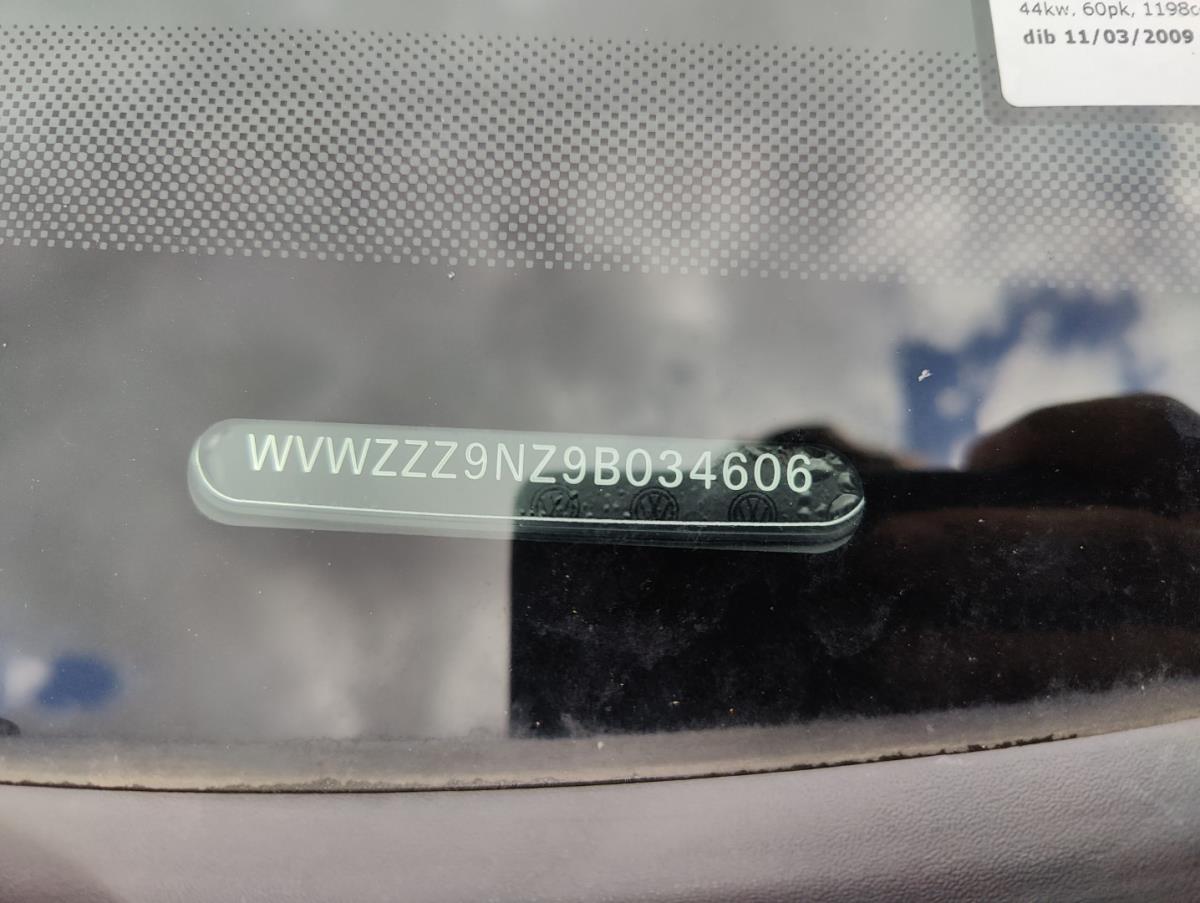 44kw, 60pk, 1198c
dib 11/03/2009
WVWZZZ9NZ9B034606